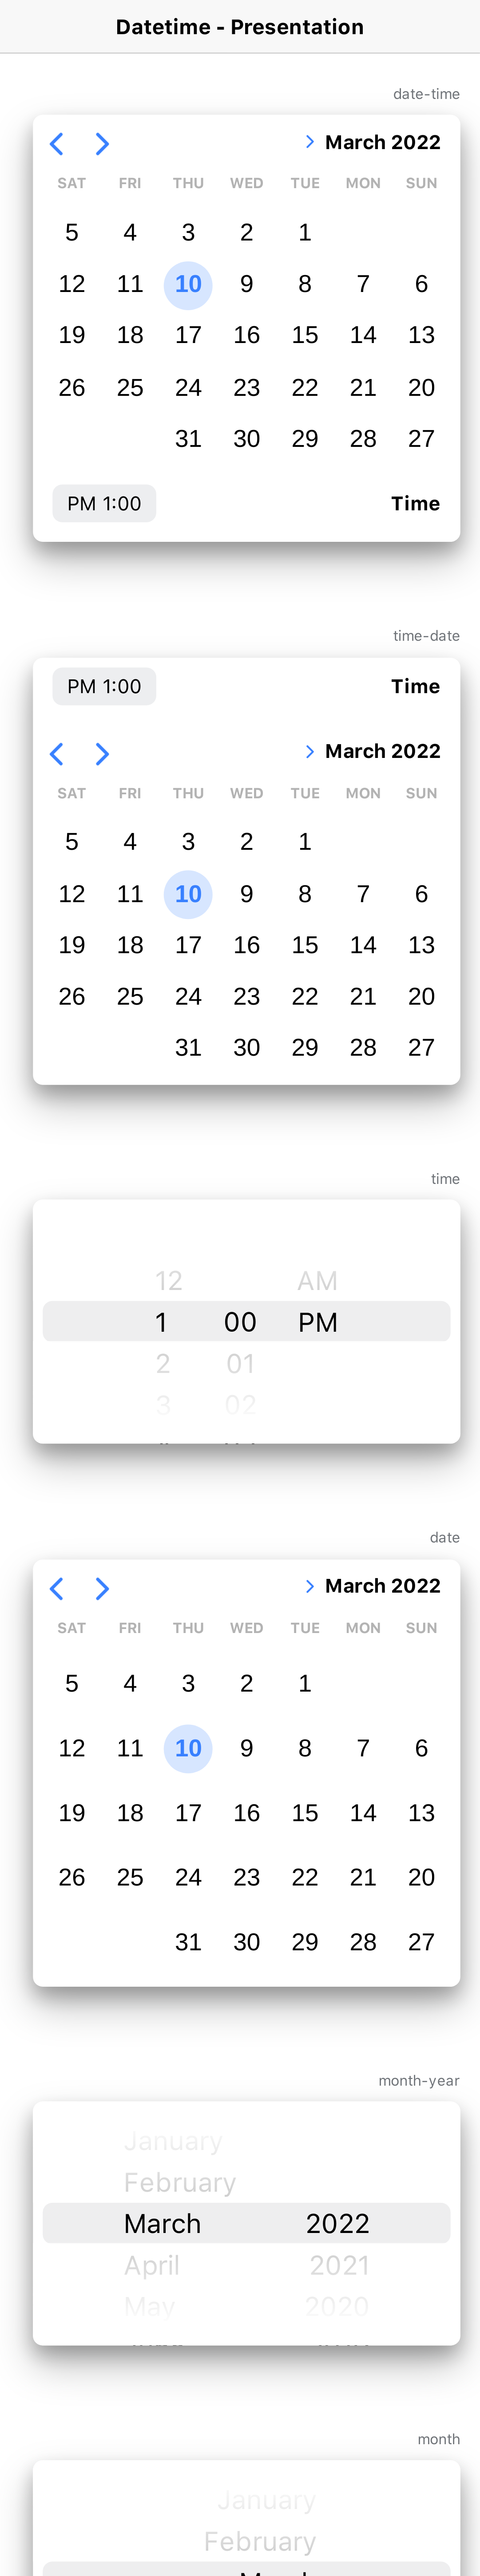 Datetime - Presentation
date-time
March 2022
SAT FRI THU WED TUE MON SUN
5 4 3 2 1
12 11 10 9 8 7 6
19 18 17 16 15 14 13
26 25 24 23 22 21 20
31 30 29 28 27
PM 1:00 Time
time-date
PM 1:00 Time
March 2022
SAT FRI THU WED TUE MON SUN
5 4 3 2 1
12 11 10 9 8 7 6
19 18 17 16 15 14 13
26 25 24 23 22 21 20
31 30 29 28 27
time
12 AM
1 00 PM
2 01
3 02
date
March 2022
SAT FRI THU WED TUE MON SUN
5 4 3 2 1
12 11 10 9 8 7 6
19 18 17 16 15 14 13
26 25 24 23 22 21 20
31 30 29 28 27
month-year
January
February
March 2022
April 2021
May 2020
month
January
February